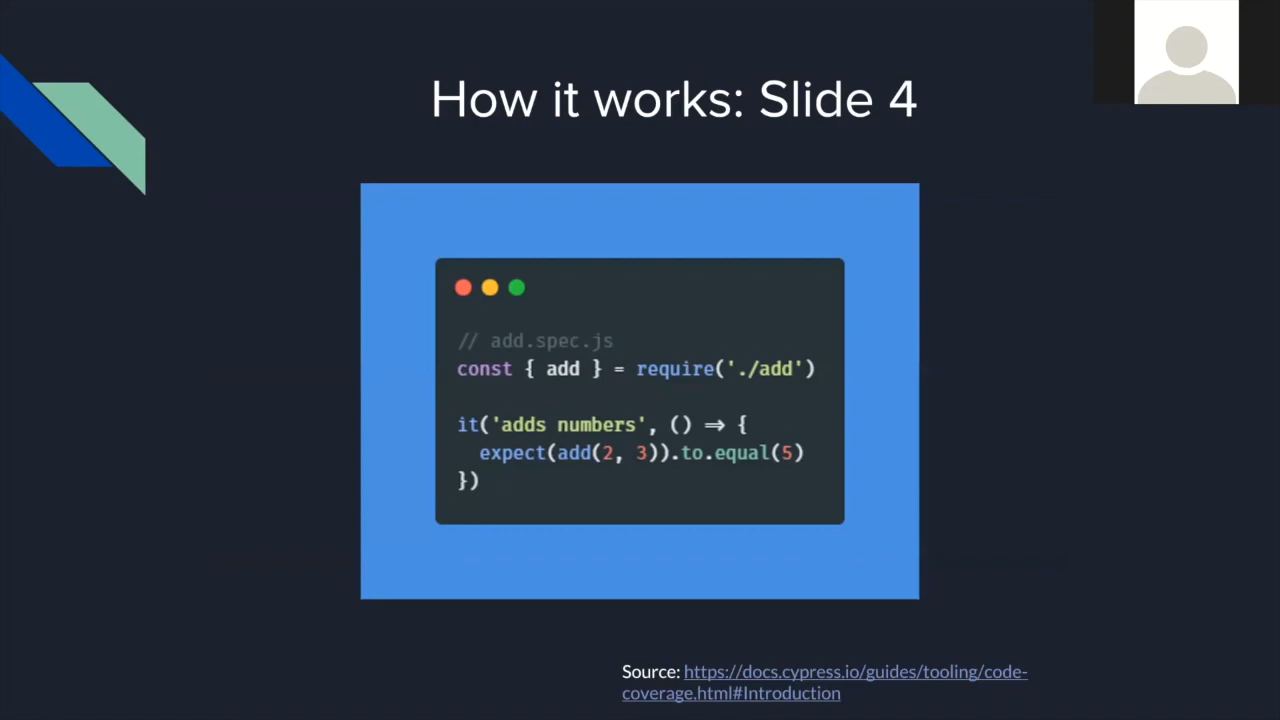 How it works: Slide 4
// add.spec.js
const { add } = require('./add')
it('adds numbers', () => {
expect(add(2, 3)).to.equal(5)
})
Source: https://docs.cypress.io/guides/tooling/code-
coverage.html#Introduction